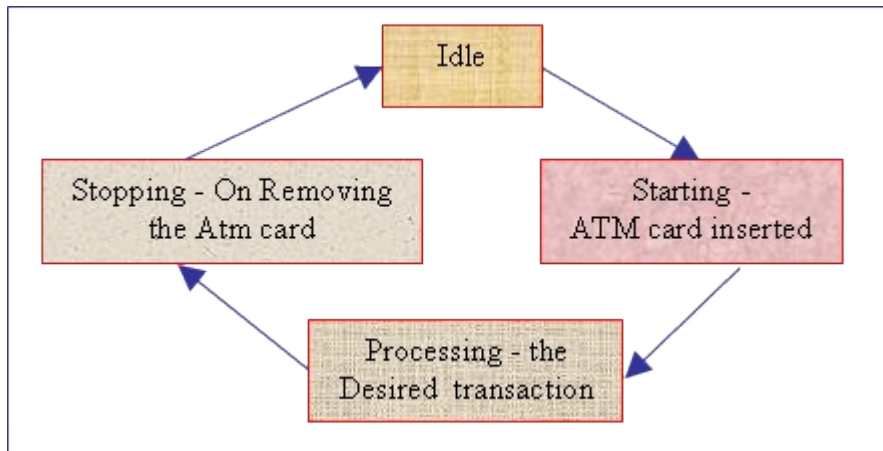 Idle
Starting -
ATM card inserted
Processing - the
Desired transaction
Stopping - On Removing
the Atm card